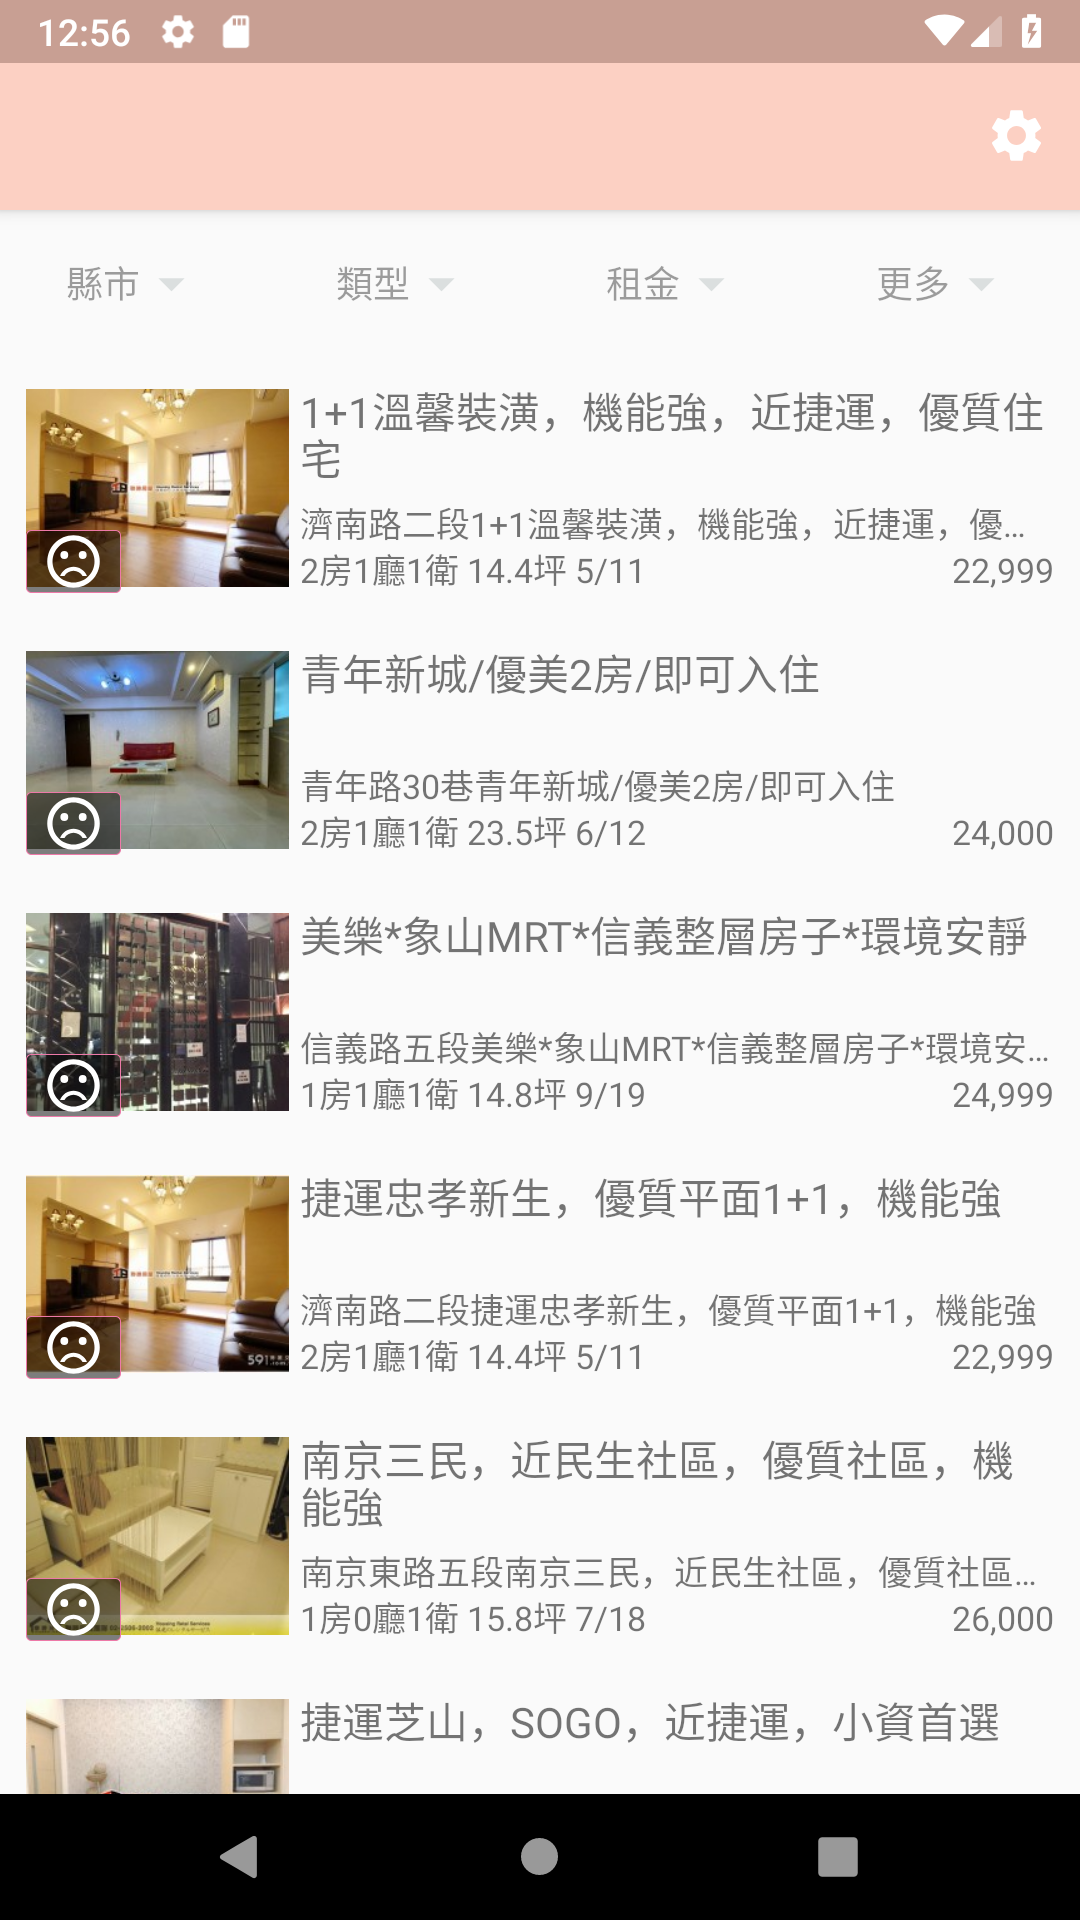 12:56
縣市
類型
租金
更多
1+1溫馨裝潢，機能強，近捷運，優質住
宅
濟南路二段1+1溫馨裝潢，機能強，近捷運，優...
2房1廳1衛 14.4坪 5/11
22,999
青年新城/優美2房/即可入住
青年路30巷青年新城/優美2房/即可入住
2房1廳1衛 23.5坪 6/12
24,000
美樂*象山MRT*信義整層房子*環境安靜
信義路五段美樂*象山MRT*信義整層房子*環境安...
1房1廳1衛 14.8坪 9/19
24,999
捷運忠孝新生，優質平面1+1，機能強
濟南路二段捷運忠孝新生，優質平面1+1，機能強
2房1廳1衛 14.4坪 5/11
22,999
591
南京三民，近民生社區，優質社區，機
能強
南京東路五段南京三民，近民生社區，優質社區...
1房0廳1衛 15.8坪 7/18
26,000
捷運芝山，SOGO，近捷運，小資首選